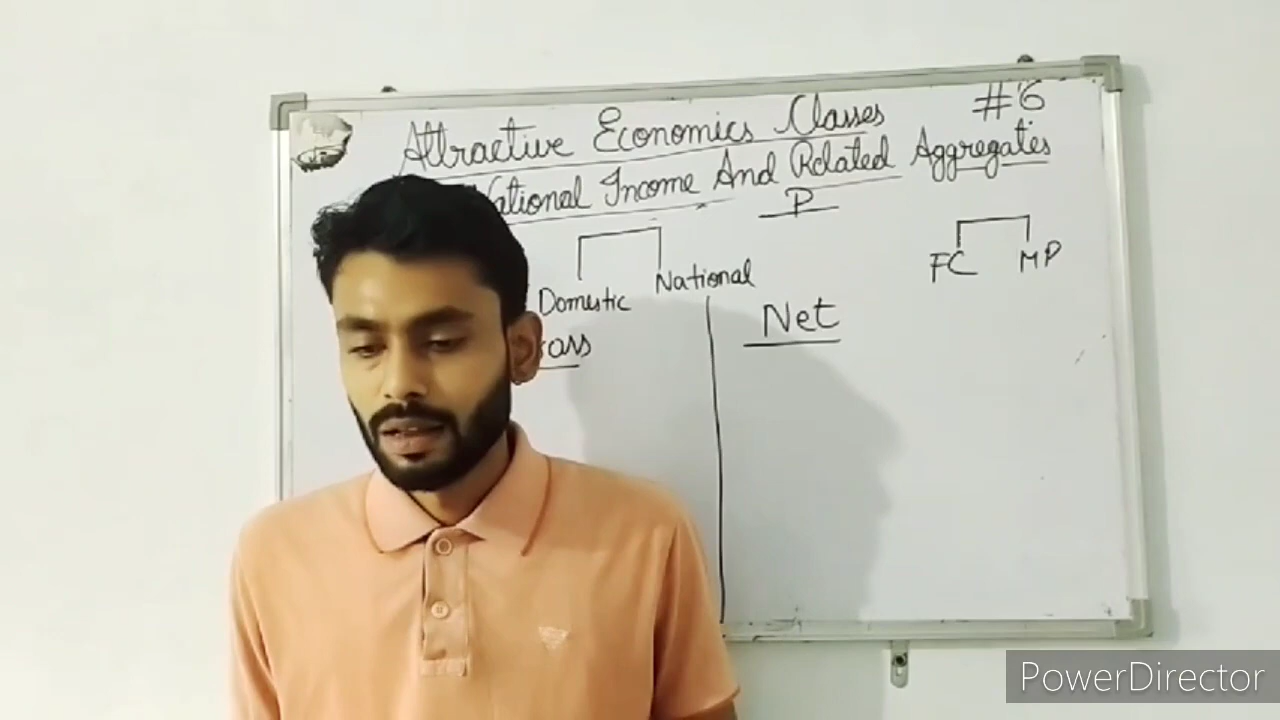 Attractive Economics Classes #6
National Income And Related Aggregates
P
Domestic National FC MP
Net
PowerDirector